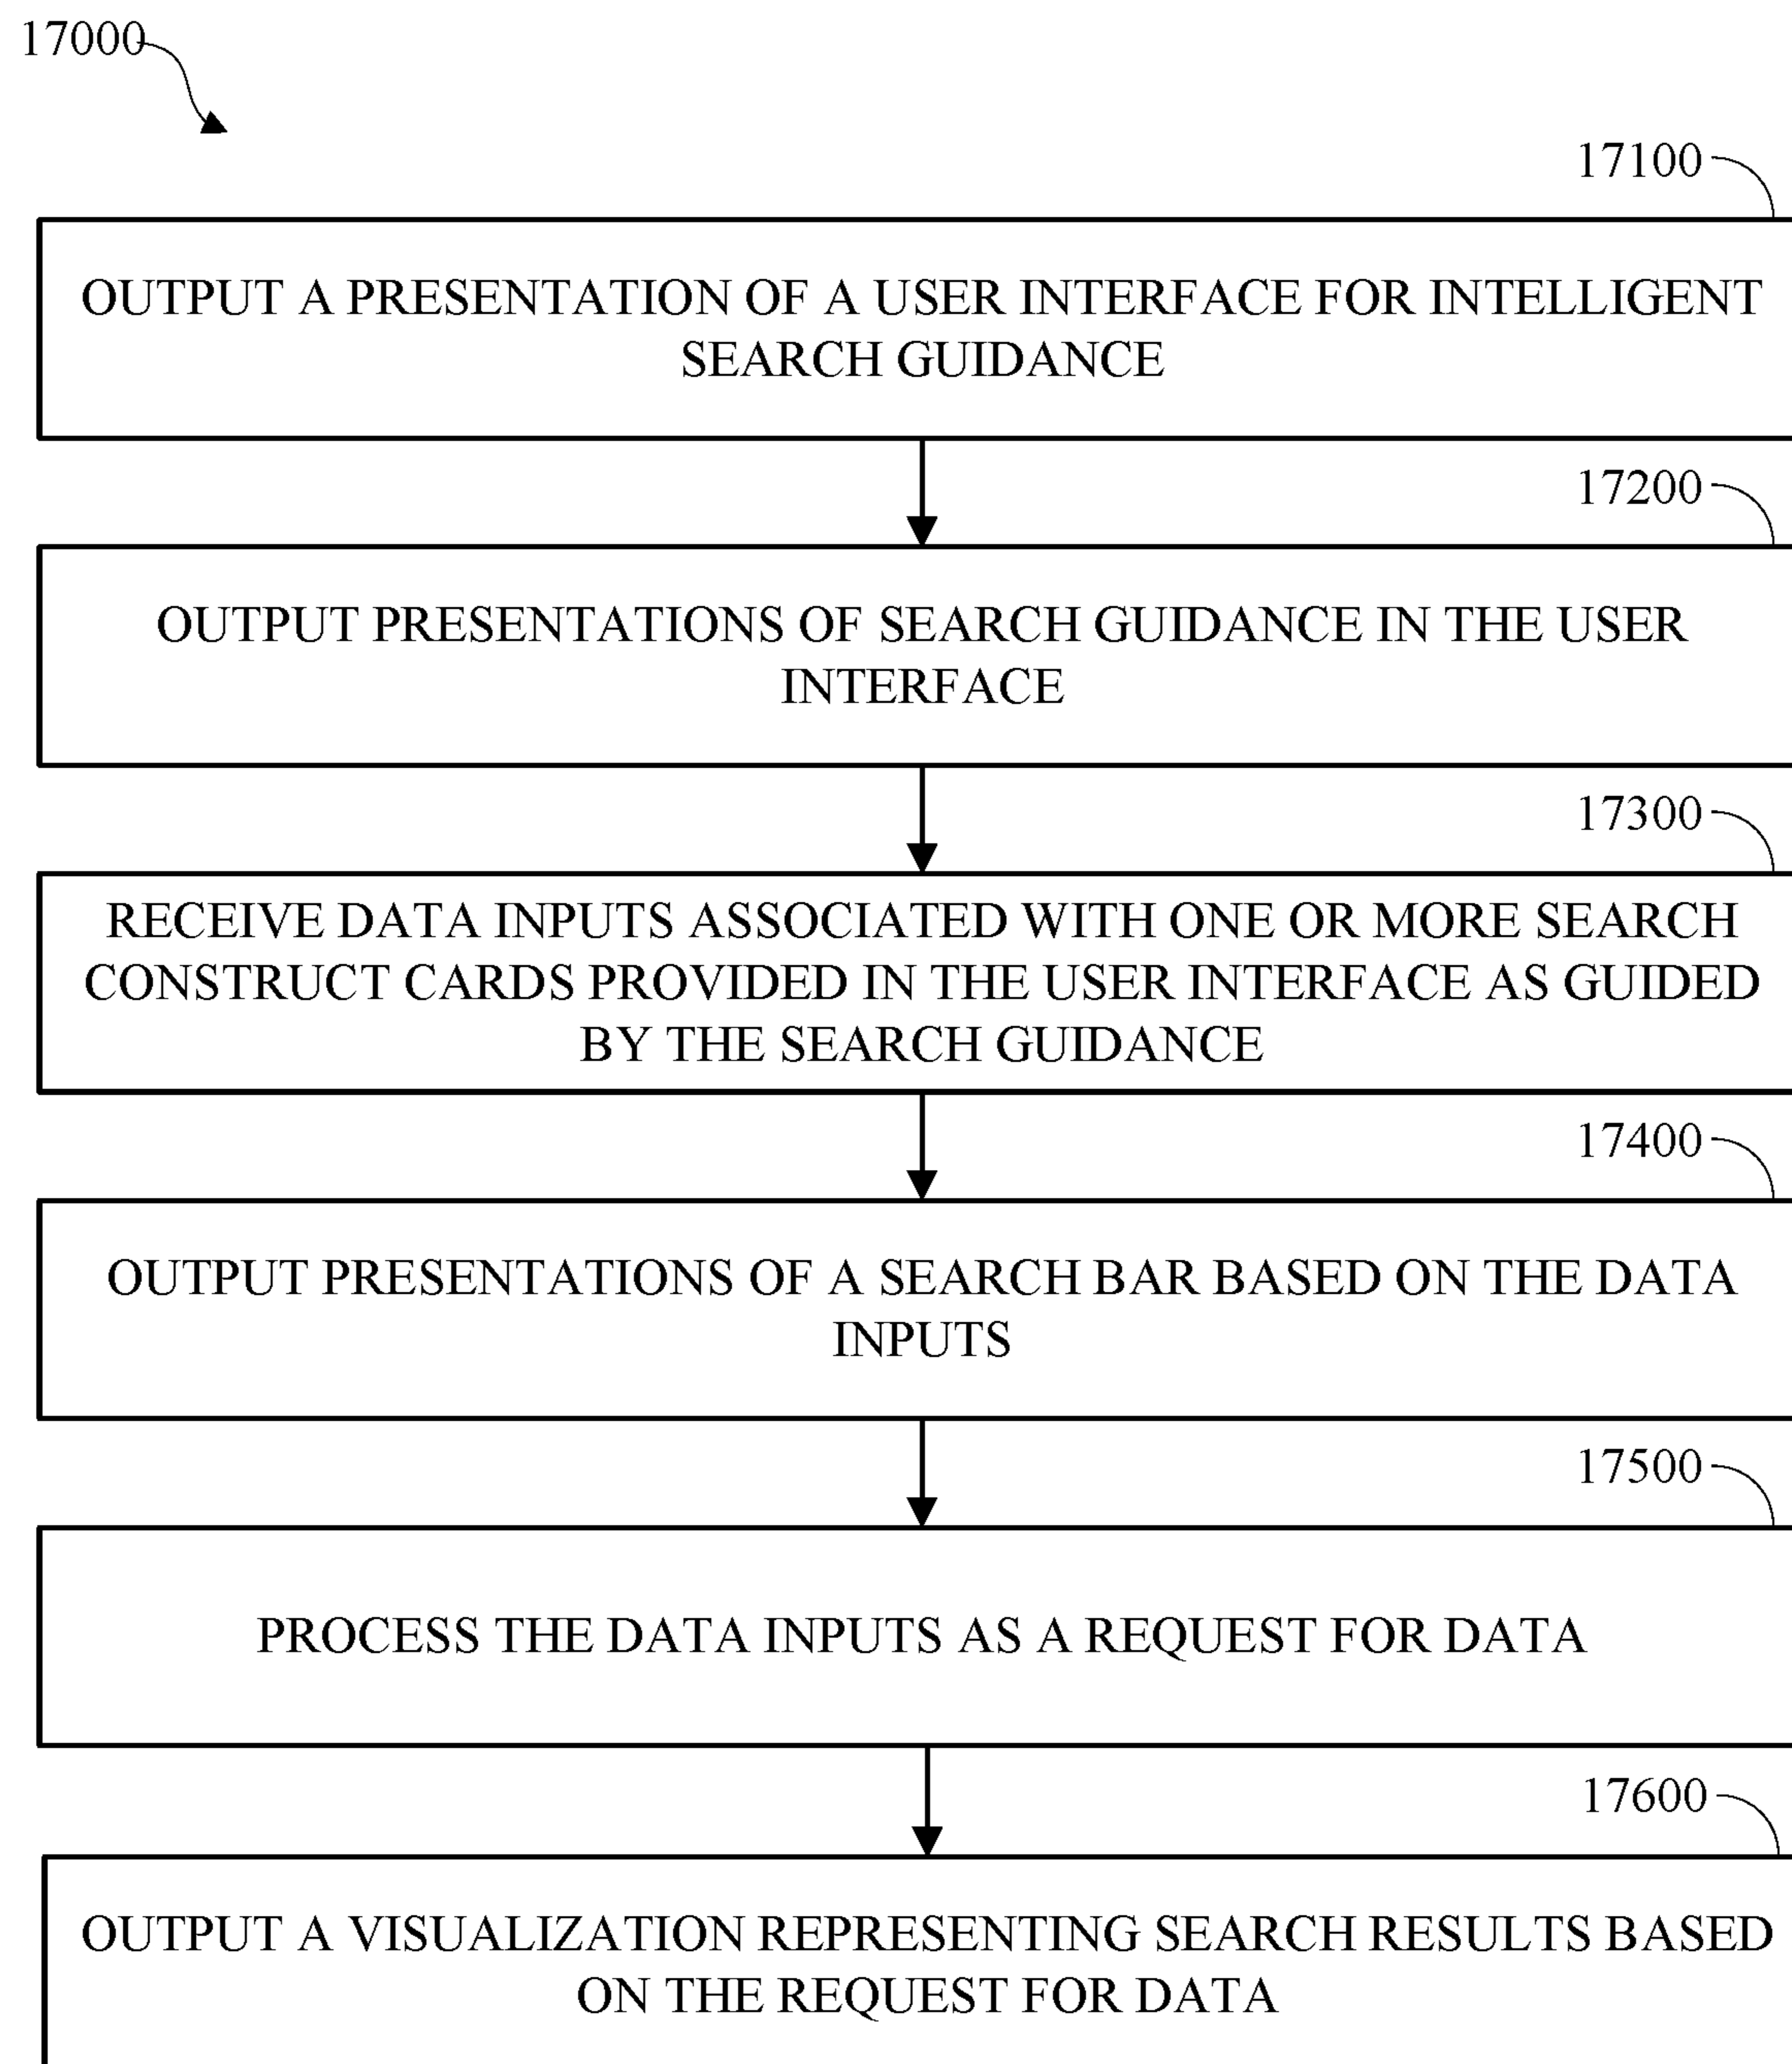 17000
17100
OUTPUT A PRESENTATION OF A USER INTERFACE FOR INTELLIGENT
SEARCH GUIDANCE
17200
OUTPUT PRESENTATIONS OF SEARCH GUIDANCE IN THE USER
INTERFACE
17300
RECEIVE DATA INPUTS ASSOCIATED WITH ONE OR MORE SEARCH
CONSTRUCT CARDS PROVIDED IN THE USER INTERFACE AS GUIDED
BY THE SEARCH GUIDANCE
17400
OUTPUT PRESENTATIONS OF A SEARCH BAR BASED ON THE DATA
INPUTS
17500
PROCESS THE DATA INPUTS AS A REQUEST FOR DATA
17600
OUTPUT A VISUALIZATION REPRESENTING SEARCH RESULTS BASED
ON THE REQUEST FOR DATA